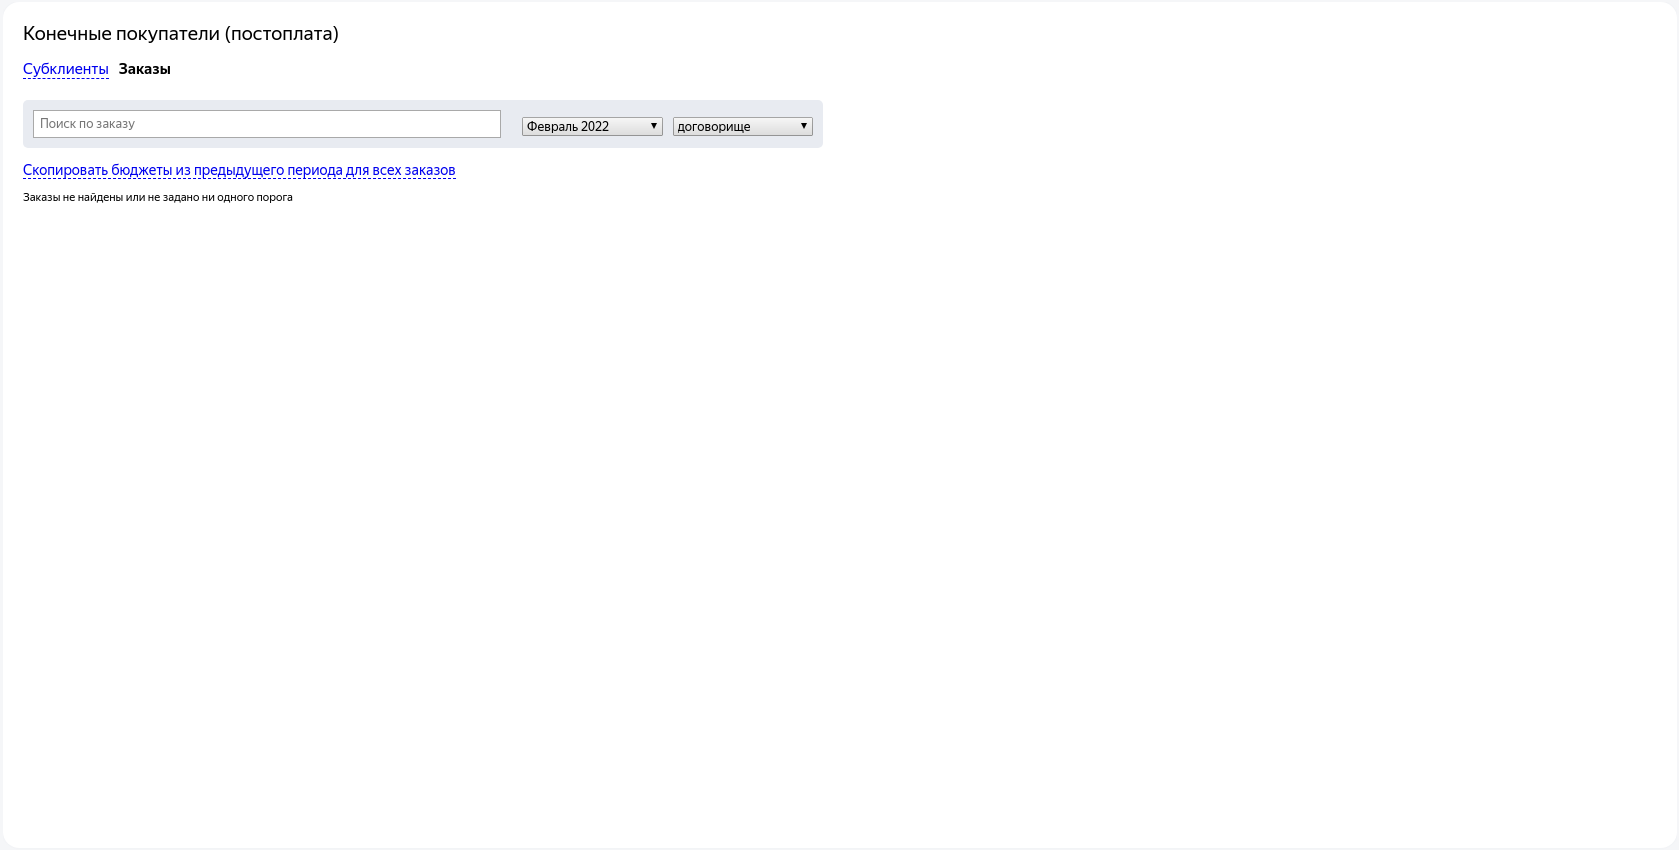 Конечные покупатели (постоплата)
Субклиенты Заказы
Поиск по заказу Февраль 2022 договорище
Скопировать бюджеты из предыдущего периода для всех заказов
Заказы не найдены или не задано ни одного порога